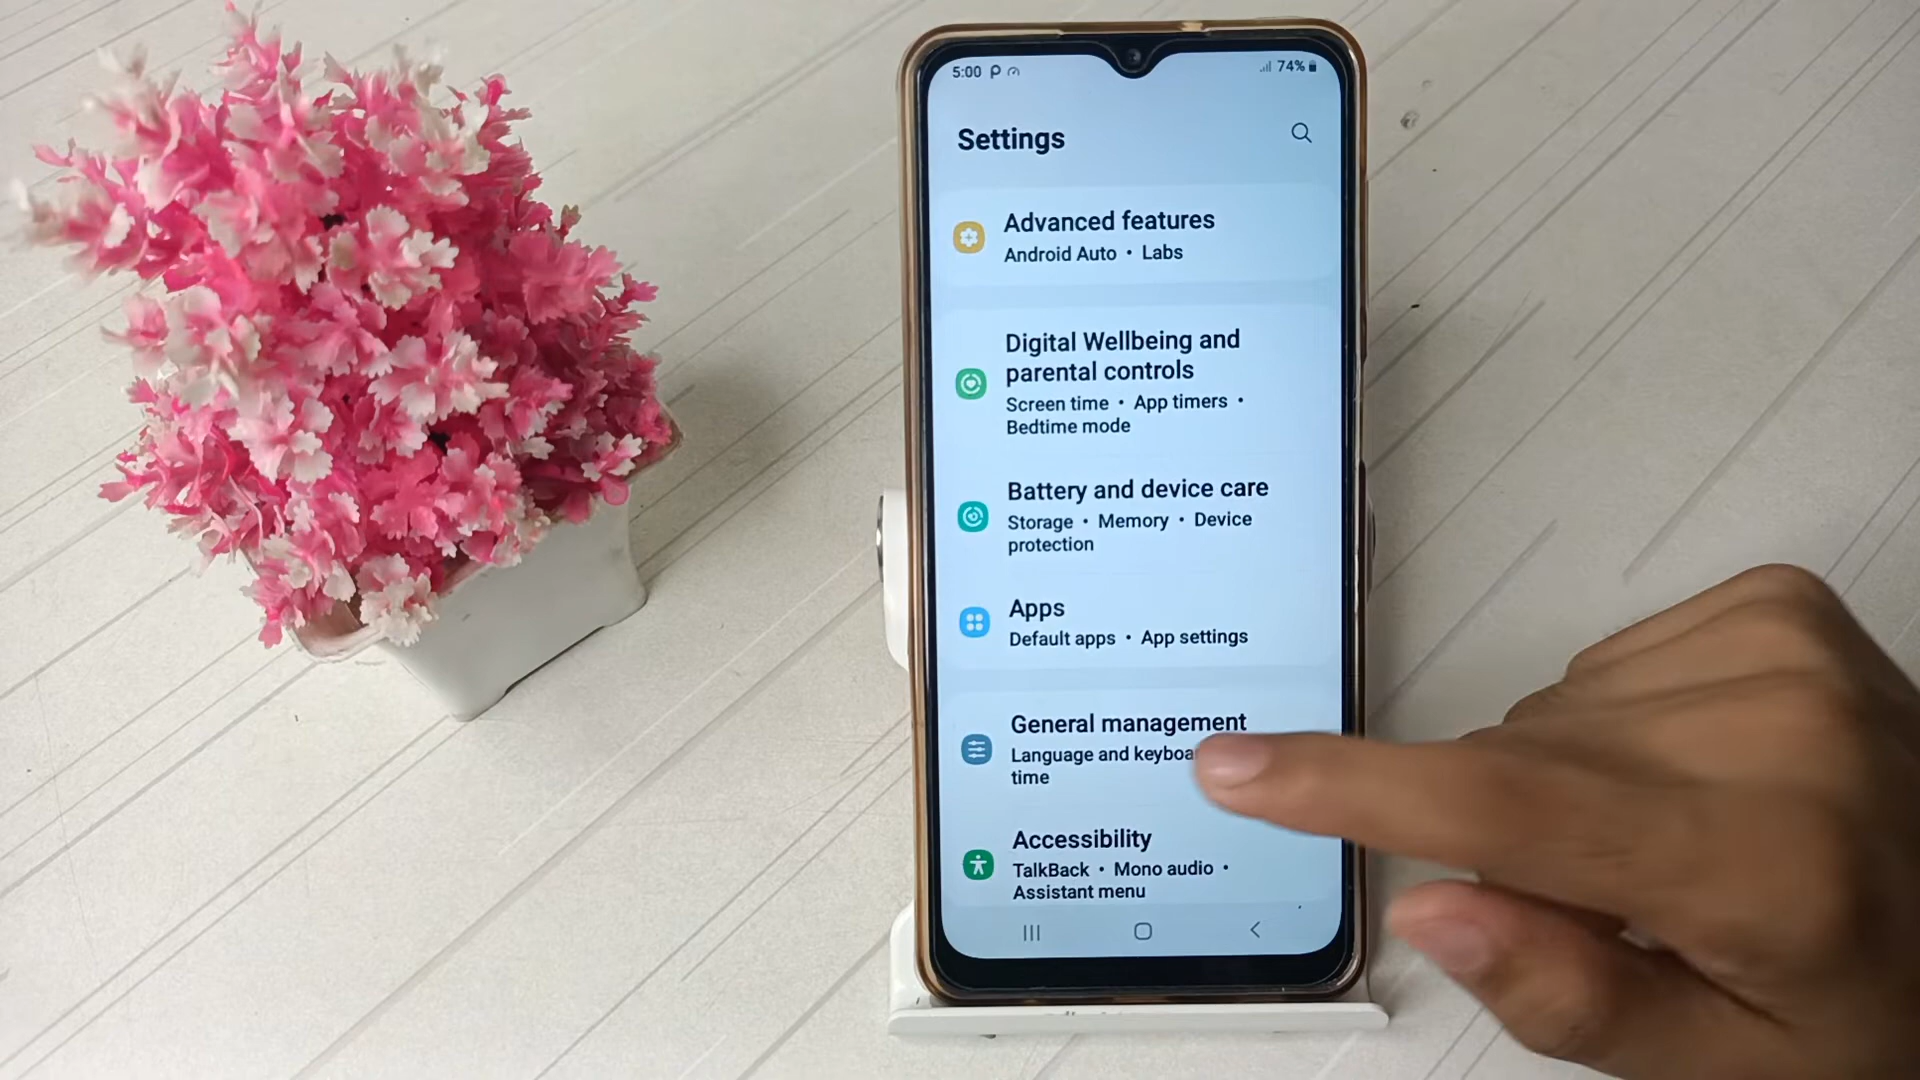 5:00
74%
Settings
Advanced features
Android Auto • Labs
Digital Wellbeing and
parental controls
Screen time • App timers •
Bedtime mode
Battery and device care
Storage • Memory • Device
protection
Apps
Default apps • App settings
General management
Language and
time
Accessibility
TalkBack • Mono audio •
Assistant menu